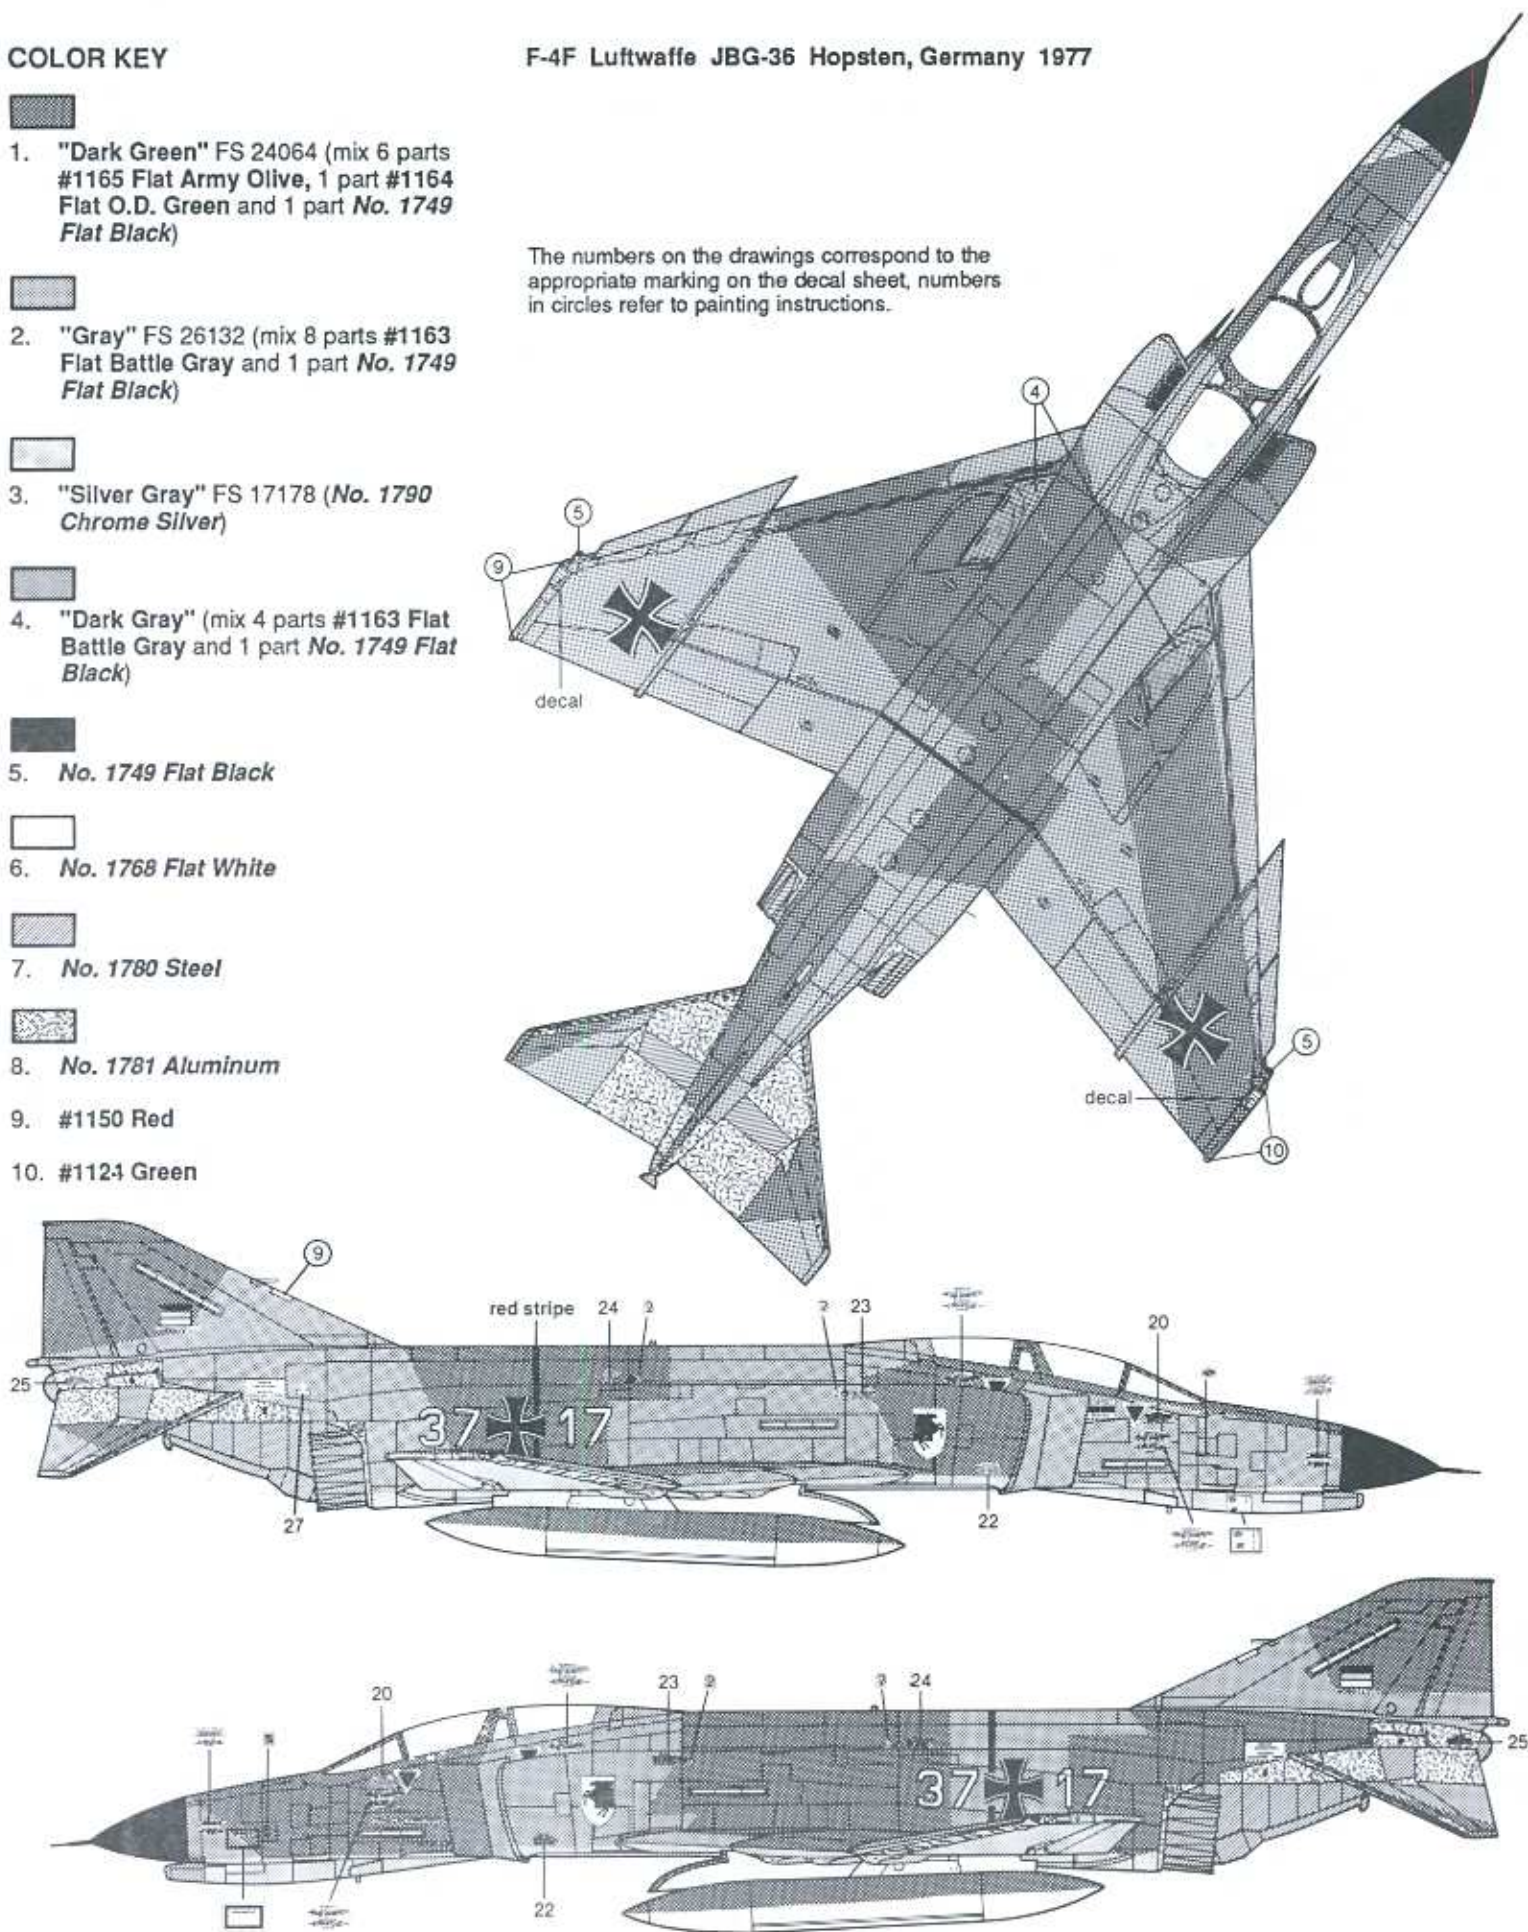 COLOR KEY
F-4F Luftwaffe JBG-36 Hopsten, Germany 1977
1. "Dark Green" FS 24064 (mix 6 parts
#1165 Flat Army Olive, 1 part #1164
Flat O.D. Green and 1 part No. 1749
Flat Black)
The numbers on the drawings correspond to the
appropriate marking on the decal sheet, numbers
in circles refer to painting instructions.
2. "Gray" FS 26132 (mix 8 parts #1163
Flat Battle Gray and 1 part No. 1749
Flat Black)
3. "Silver Gray" FS 17178 (No. 1790
Chrome Silver)
4. "Dark Gray" (mix 4 parts #1163 Flat
Battle Gray and 1 part No. 1749 Flat
Black)
5. No. 1749 Flat Black
6. No. 1768 Flat White
7. No. 1780 Steel
8. No. 1781 Aluminum
9. #1150 Red
10. #1124 Green
4
5
9
decal
5
decal
10
9
red stripe
24
23
20
25
37 17
27
22
20
23
24
25
37 17
22